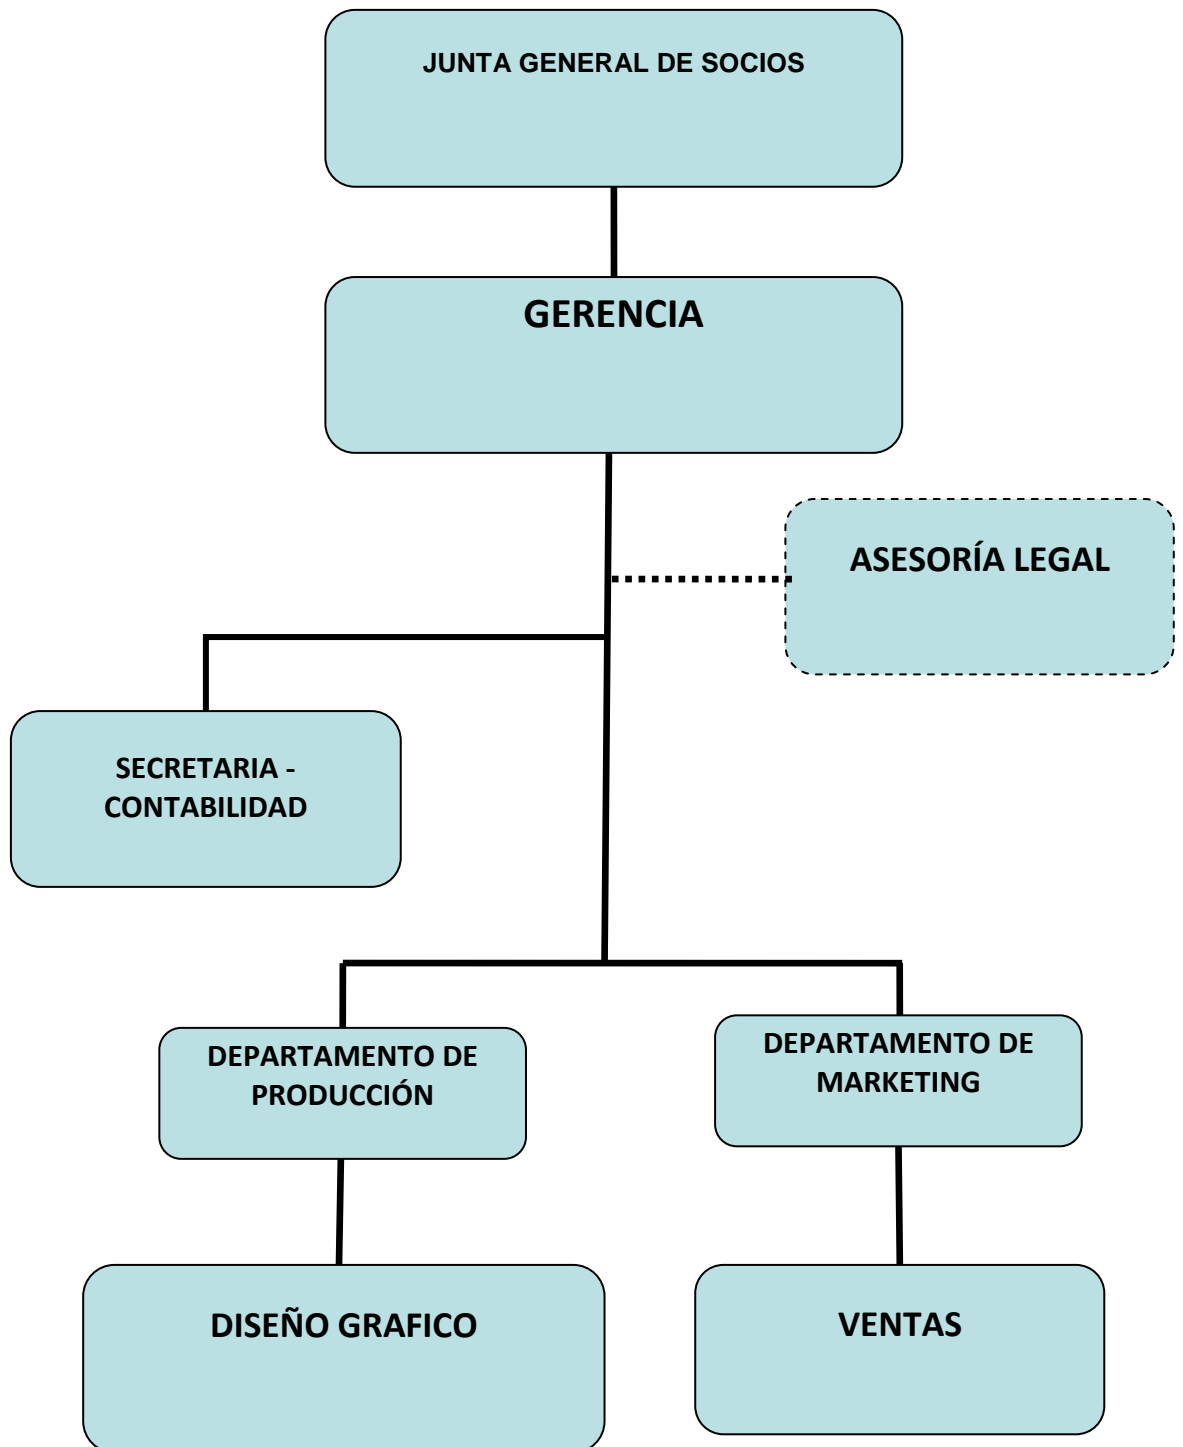 JUNTA GENERAL DE SOCIOS
GERENCIA
ASESORÍA LEGAL
SECRETARIA -
CONTABILIDAD
DEPARTAMENTO DE
PRODUCCIÓN
DEPARTAMENTO DE
MARKETING
DISEÑO GRAFICO
VENTAS